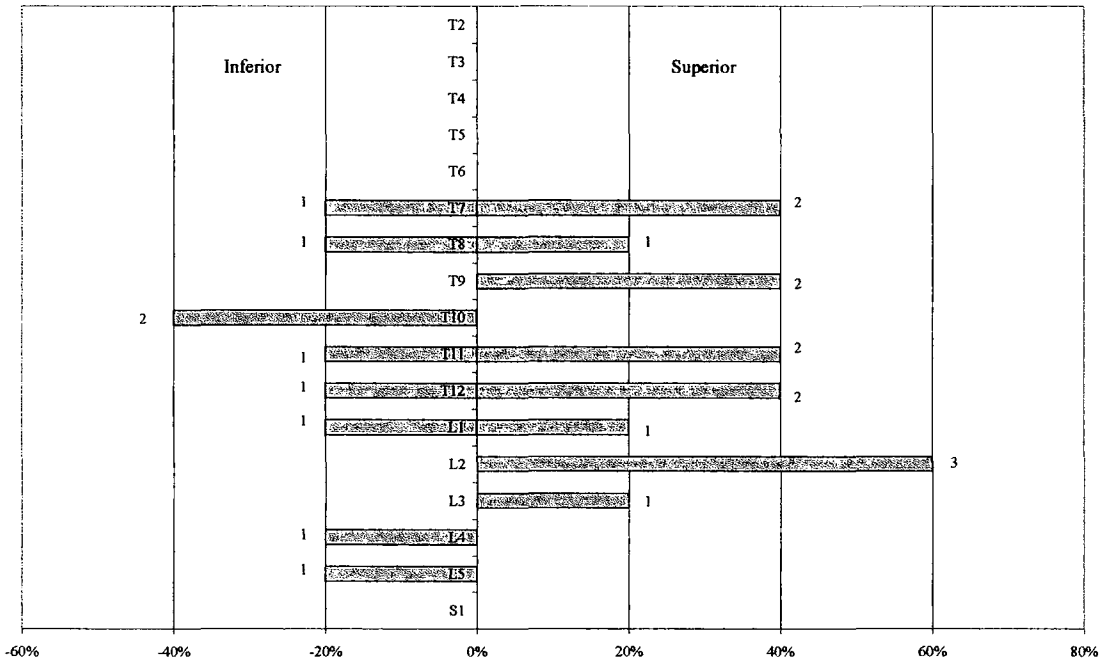 T2
Inferior Superior
T3
T4
T5
T6
1 T7 2
1 T8 1
T9 2
2 T10
1 T11 2
1 T12 2
1 L1 1
L2 3
L3 1
1 L4
1 L5
S1
-60% -40% -20% 0% 20% 40% 60% 80%